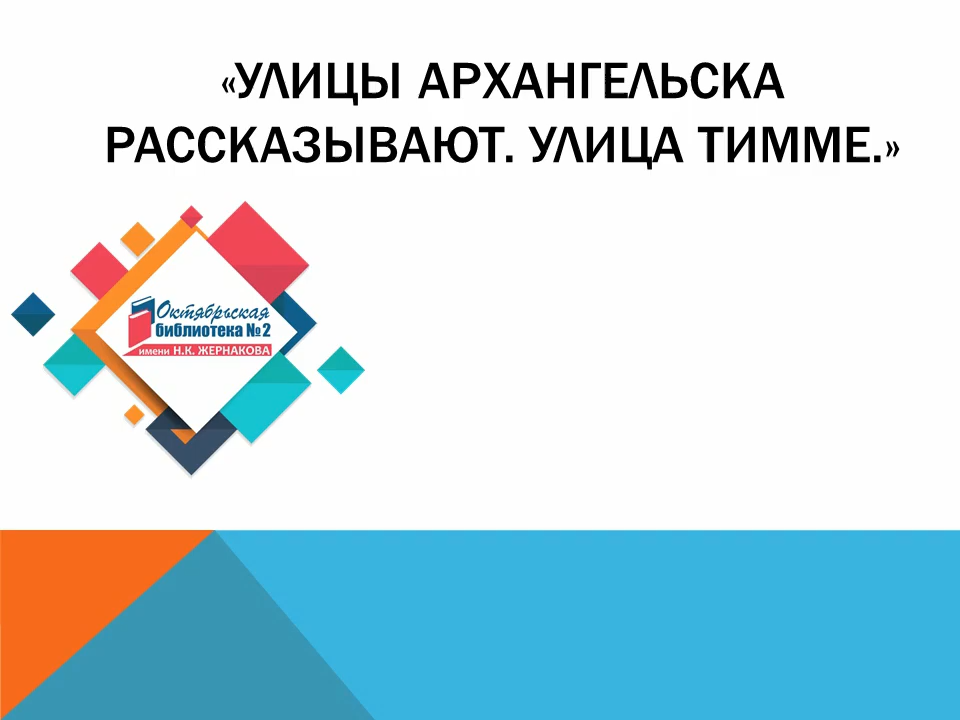 «УЛИЦЫ АРХАНГЕЛЬСКА
РАССКАЗЫВАЮТ. УЛИЦА ТИММЕ.»
Октябрьская
библиотека №2
имени Н.К. ЖЕРНАКОВА